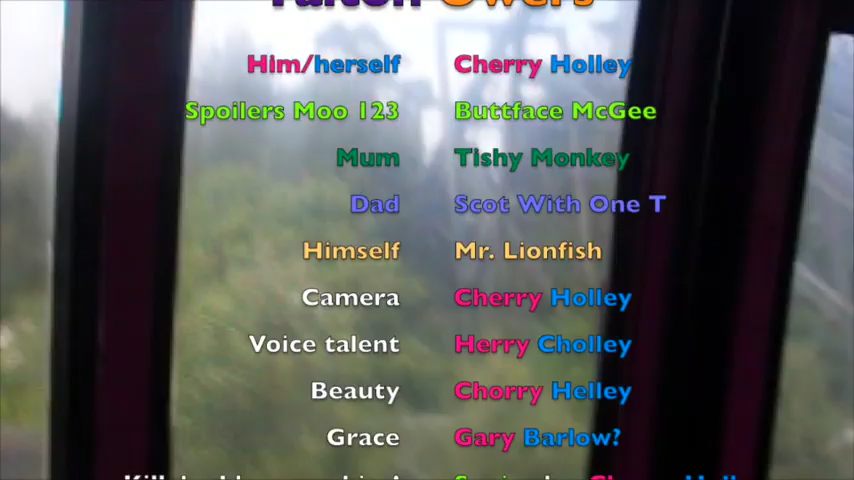 Owers
Him/herself Cherry Holley
Spoilers Moo 123 Buttface McGee
Mum Tishy Monkey
Dad Scot With One T
Himself Mr. Lionfish
Camera Cherry Holley
Voice talent Herry Cholley
Beauty Chorry Helley
Grace Gary Barlow?